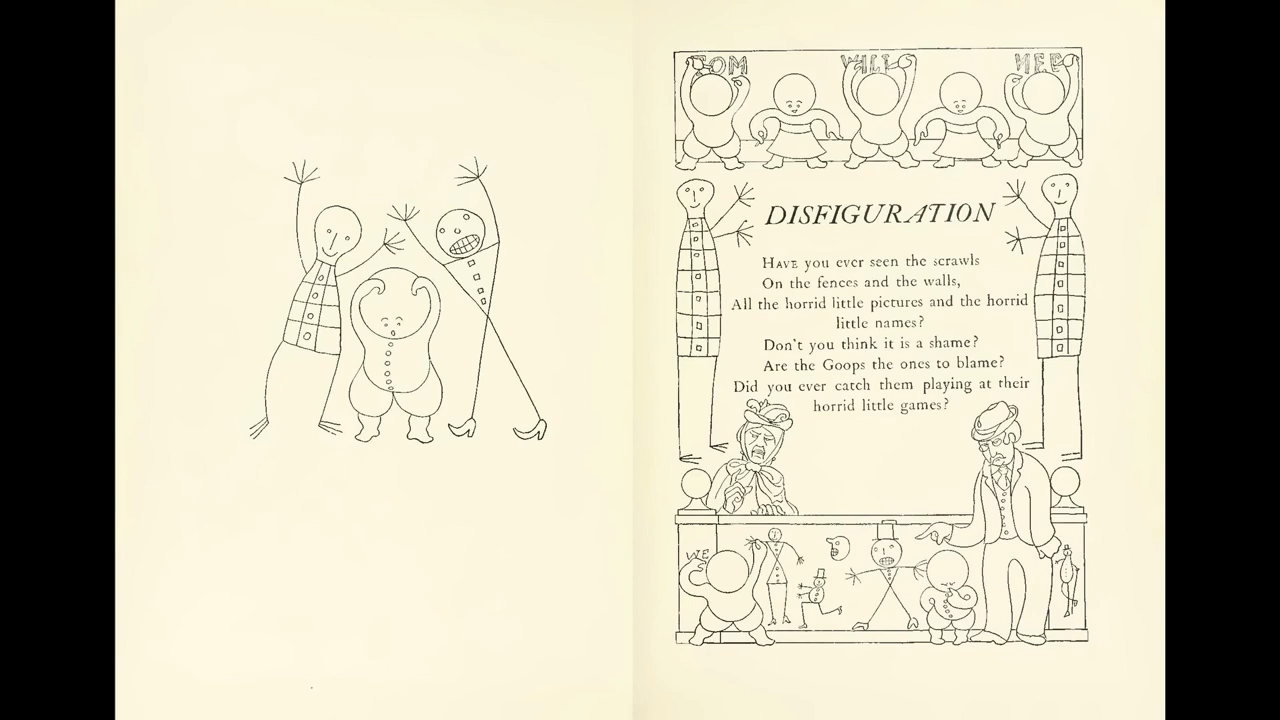 TOM WILL NED
DISFIGURATION
HAVE you ever seen the scrawls
On the fences and the walls,
All the horrid little pictures and the horrid
little names?
Don't you think it is a shame?
Are the Goops the ones to blame?
Did you ever catch them playing at their
horrid little games?
WE